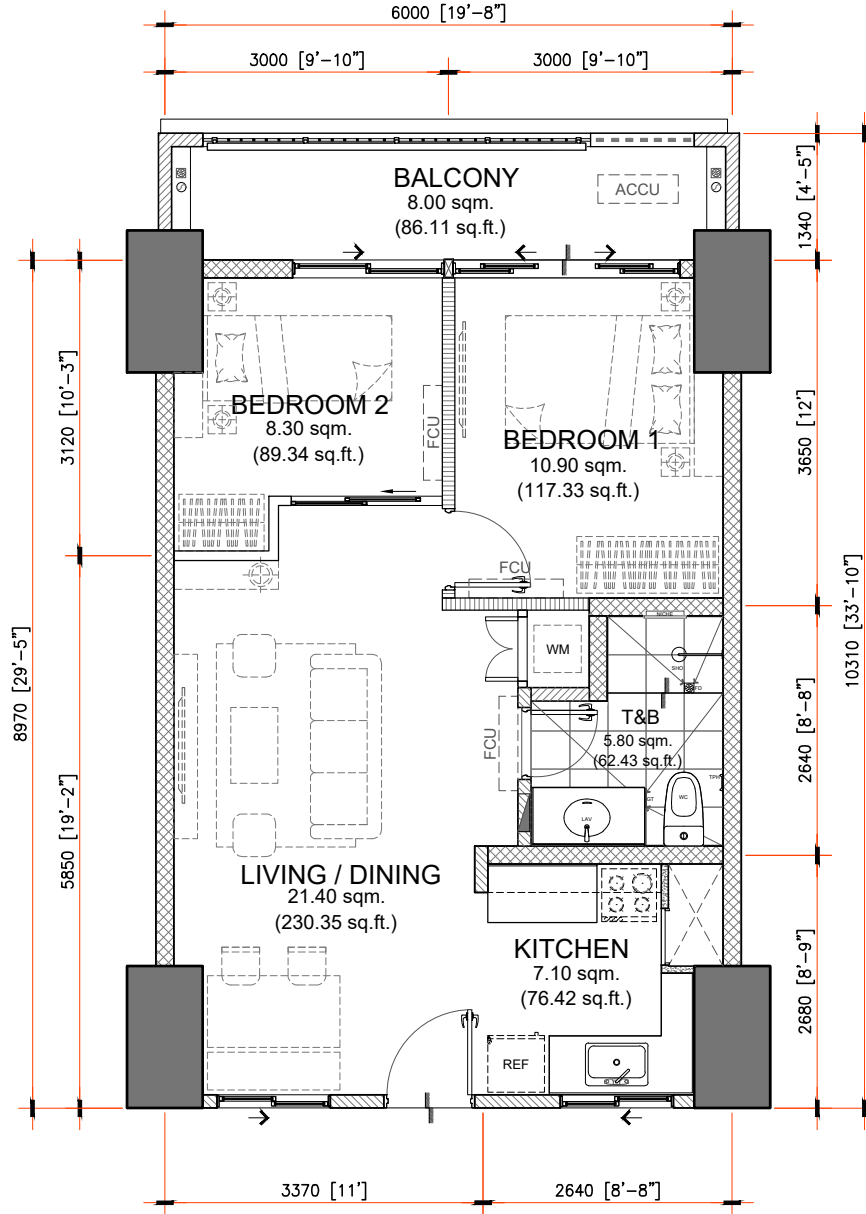 6000 [19'-8"]
3000 [9'-10"]
3000 [9'-10"]
BALCONY
8.00 sqm.
(86.11 sq.ft.)
ACCU
1340 [4'-5"]
BEDROOM 2
8.30 sqm.
(89.34 sq.ft.)
FCU
BEDROOM 1
10.90 sqm.
(117.33 sq.ft.)
FCU
3120 [10'-3"]
3650 [12']
8970 [29'-5"]
10310 [33'-10"]
NICHE
WM
SHO
FD
T&B
5.80 sqm.
(62.43 sq.ft.)
FCU
TPH
WC
GT
LAV
2640 [8'-8"]
5850 [19'-2"]
LIVING / DINING
21.40 sqm.
(230.35 sq.ft.)
KITCHEN
7.10 sqm.
(76.42 sq.ft.)
REF
2680 [8'-9"]
3370 [11']
2640 [8'-8"]